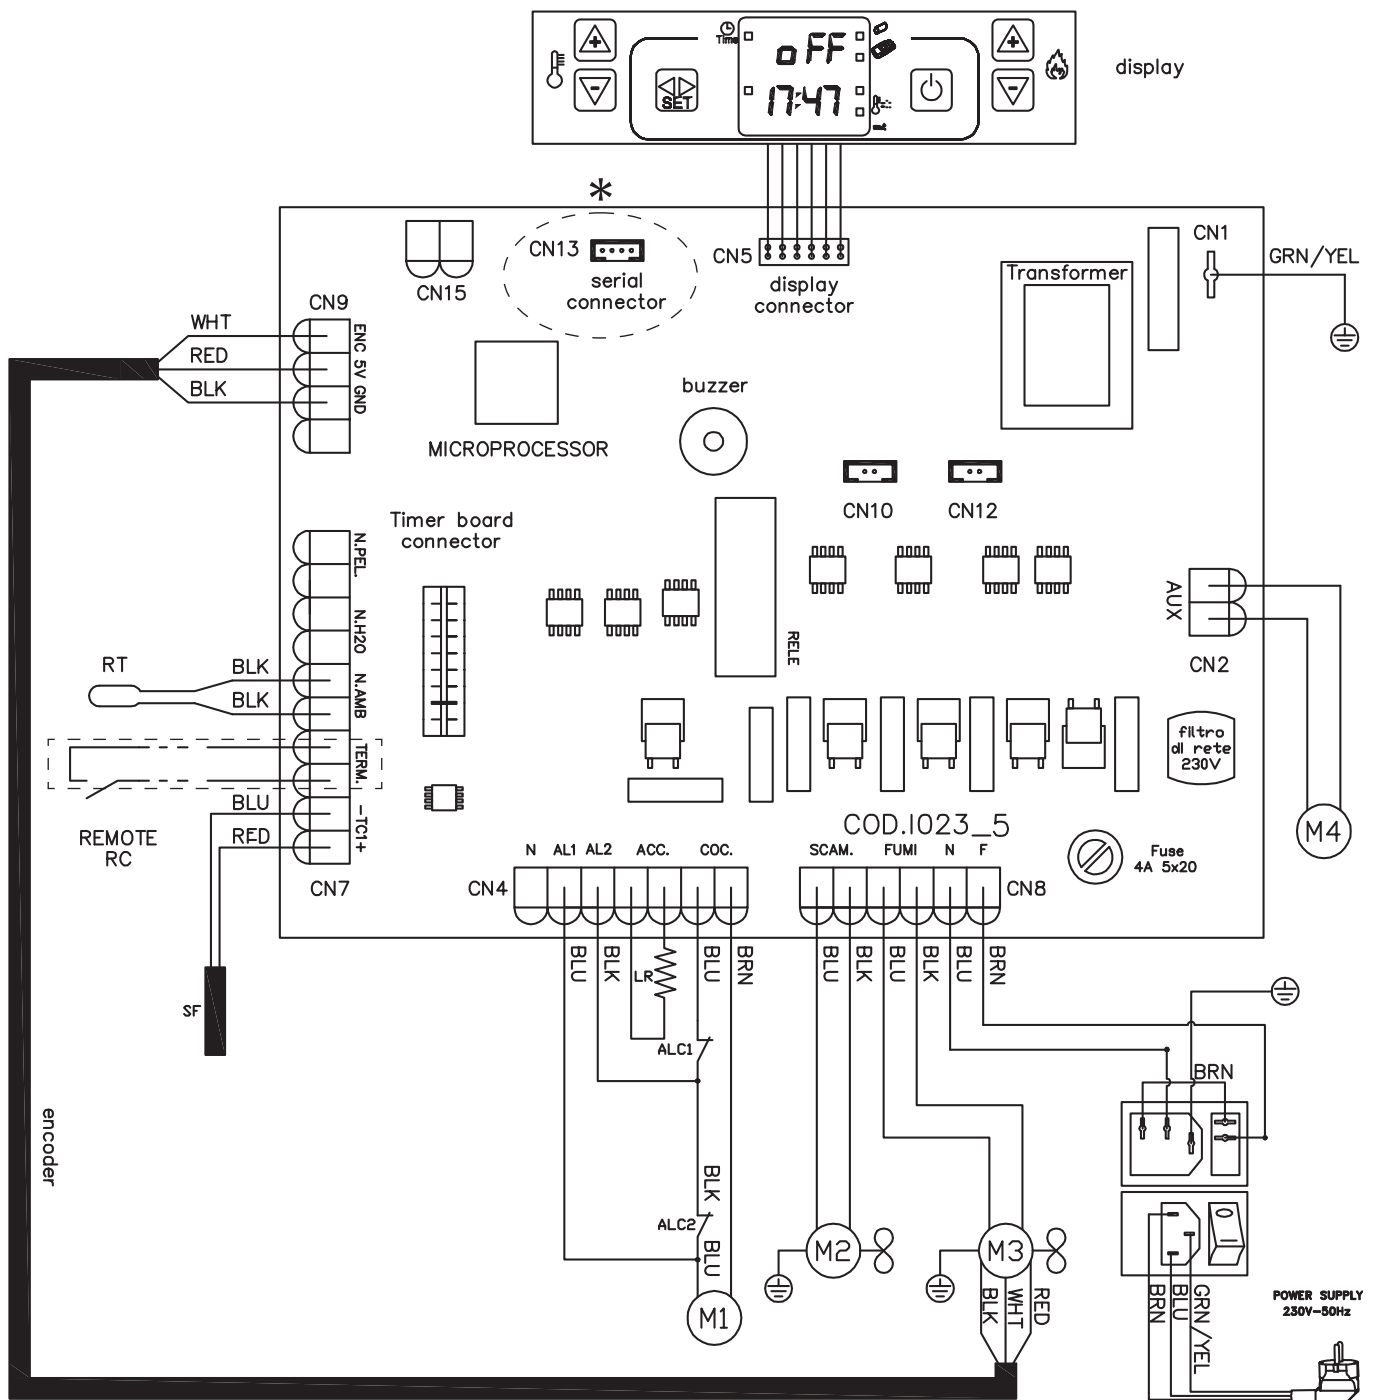 Time
oFF
17:47
SET
display
*
CN13
serial
connector
CN5
display
connector
CN15
CN1
GRN/YEL
Transformer
CN9
WHT
RED
BLK
ENC 5V GND
MICROPROCESSOR
buzzer
CN10
CN12
Timer board
connector
N.PEL.
N.H2O
N.AMB
TERM.
-TC1+
RELE
AUX
CN2
RT
BLK
BLK
BLU
RED
REMOTE
RC
CN7
filtro
di rete
230V
M4
COD.I023_5
Fuse
4A 5x20
N AL1 AL2 ACC. COC.
CN4
SCAM. FUMI N F
CN8
BLU
BLK
LR
BLU
BRN
BLU
BLK
BLU
BLK
BLU
BRN
SF
ALC1
BRN
encoder
BLK
ALC2
BLU
M1
M2
M3
BLK
WHT
RED
BRN
BLU
GRN/YEL
POWER SUPPLY
230V-50Hz